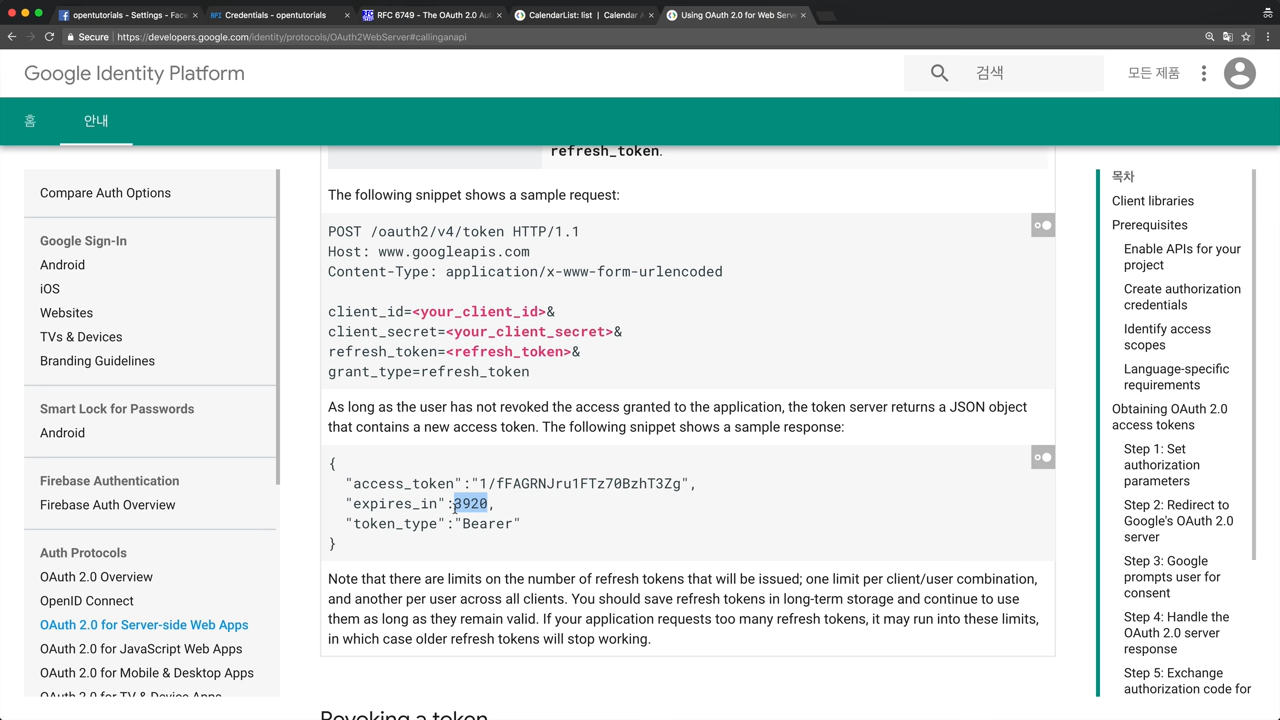 opentutorials - Settings - Fac
Credentials - opentutorials
RFC 6749 - The OAuth 2.0 Au
CalendarList: list | Calendar A
Using OAuth 2.0 for Web Serve
Secure
https://developers.google.com/identity/protocols/OAuth2WebServer#callinganapi
Google Identity Platform
검색
모든 제품
홈
안내
Compare Auth Options
Google Sign-In
Android
iOS
Websites
TVs & Devices
Branding Guidelines
Smart Lock for Passwords
Android
Firebase Authentication
Firebase Auth Overview
Auth Protocols
OAuth 2.0 Overview
OpenID Connect
OAuth 2.0 for Server-side Web Apps
OAuth 2.0 for JavaScript Web Apps
OAuth 2.0 for Mobile & Desktop Apps
OAuth 2.0 for TV & Device Apps
refresh_token.
The following snippet shows a sample request:
POST /oauth2/v4/token HTTP/1.1
Host: www.googleapis.com
Content-Type: application/x-www-form-urlencoded
client_id=<your_client_id>&
client_secret=<your_client_secret>&
refresh_token=<refresh_token>&
grant_type=refresh_token
As long as the user has not revoked the access granted to the application, the token server returns a JSON object
that contains a new access token. The following snippet shows a sample response:
{
"access_token":"1/fFAGRNJru1FTz70BzhT3Zg",
"expires_in":3920,
"token_type":"Bearer"
}
Note that there are limits on the number of refresh tokens that will be issued; one limit per client/user combination,
and another per user across all clients. You should save refresh tokens in long-term storage and continue to use
them as long as they remain valid. If your application requests too many refresh tokens, it may run into these limits,
in which case older refresh tokens will stop working.
Revoking a token
목차
Client libraries
Prerequisites
Enable APIs for your
project
Create authorization
credentials
Identify access
scopes
Language-specific
requirements
Obtaining OAuth 2.0
access tokens
Step 1: Set
authorization
parameters
Step 2: Redirect to
Google's OAuth 2.0
server
Step 3: Google
prompts user for
consent
Step 4: Handle the
OAuth 2.0 server
response
Step 5: Exchange
authorization code for